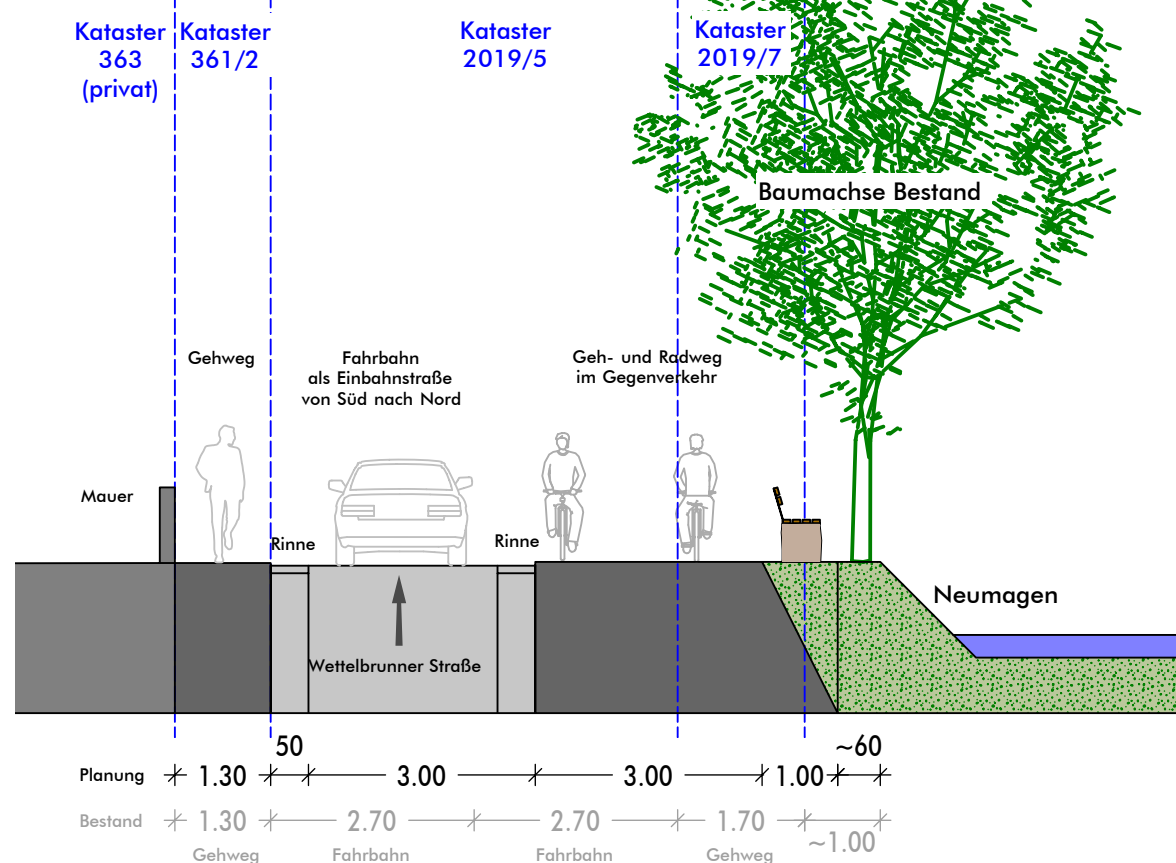 Kataster
363
(privat)
Kataster
361/2
Kataster
2019/5
Kataster
2019/7
Baumachse Bestand
Gehweg
Fahrbahn
als Einbahnstraße
von Süd nach Nord
Geh- und Radweg
im Gegenverkehr
Mauer
Rinne
Rinne
Neumagen
Wettelbrunner Straße
50
~60
Planung
1.30
3.00
3.00
1.00
Bestand
1.30
2.70
2.70
1.70
~1.00
Gehweg
Fahrbahn
Fahrbahn
Gehweg